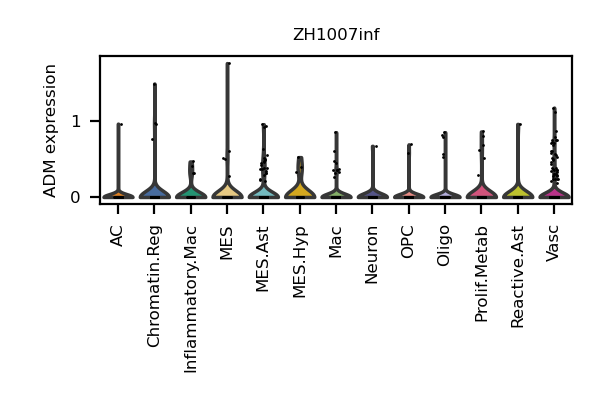 ZH1007inf
ADM expression
1
0
AC
Chromatin.Reg
Inflammatory.Mac
MES
MES.Ast
MES.Hyp
Mac
Neuron
OPC
Oligo
Prolif.Metab
Reactive.Ast
Vasc